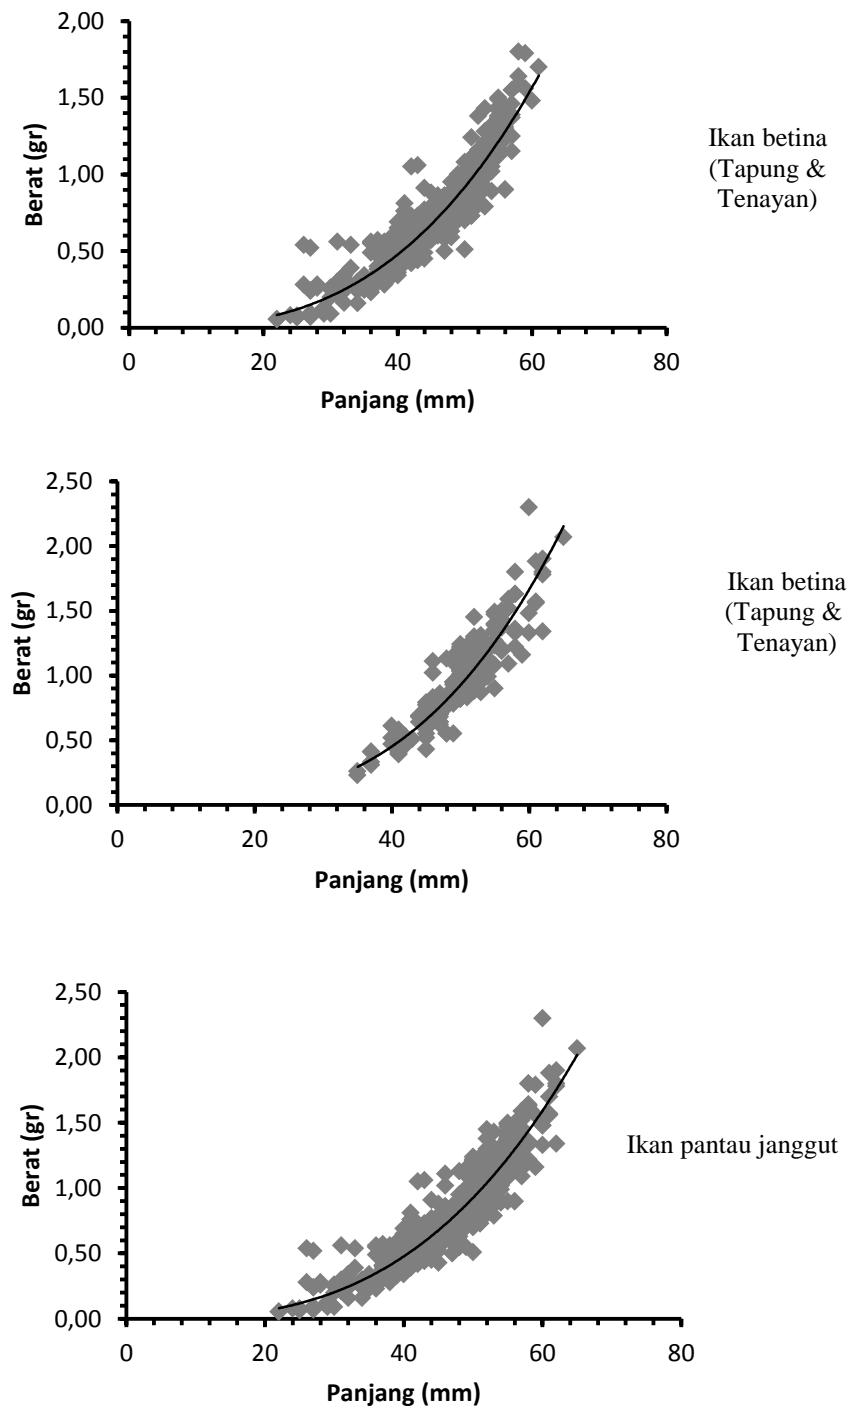 2,00
1,50
1,00
0,50
0,00
Berat (gr)
0
20
40
60
80
Panjang (mm)
Ikan betina
(Tapung &
Tenayan)
2,50
2,00
1,50
1,00
0,50
0,00
Berat (gr)
0
20
40
60
80
Panjang (mm)
Ikan betina
(Tapung &
Tenayan)
2,50
2,00
1,50
1,00
0,50
0,00
Berat (gr)
0
20
40
60
80
Panjang (mm)
Ikan pantau janggut